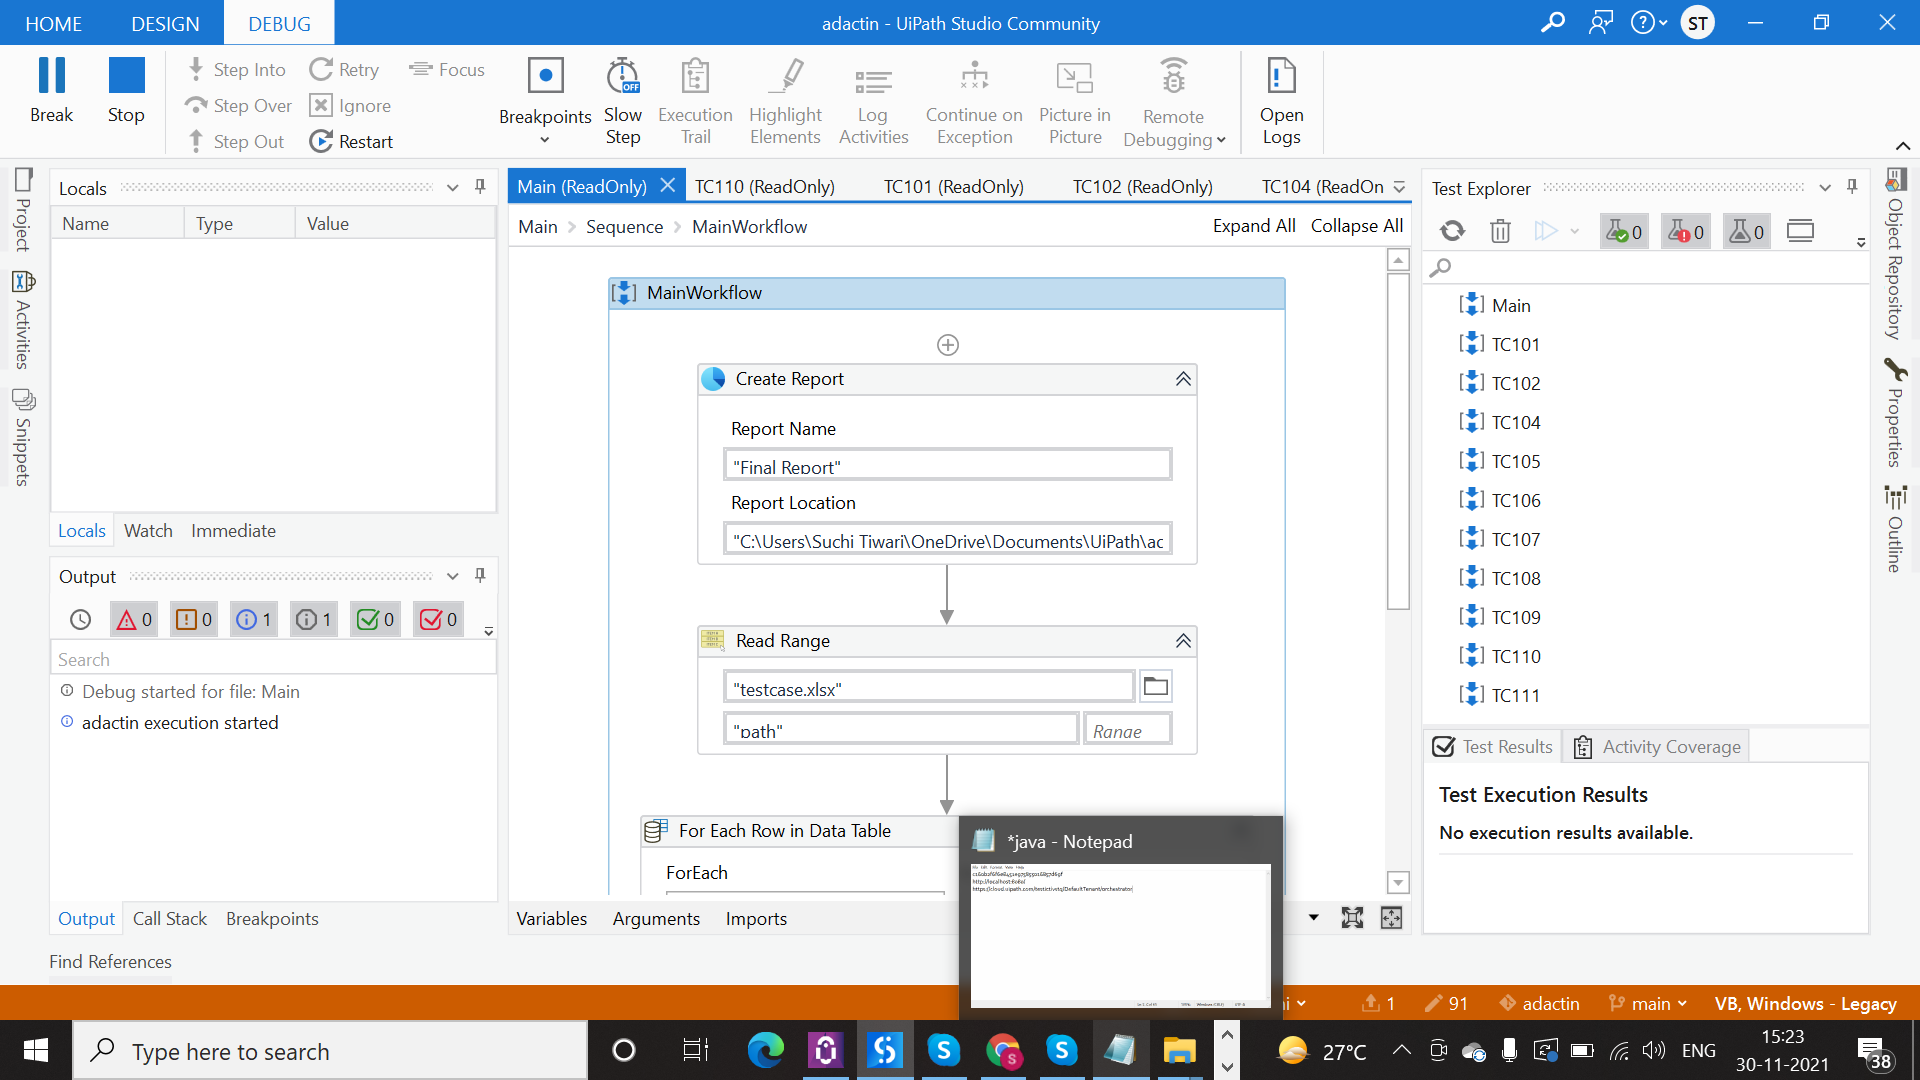 HOME DESIGN DEBUG adactin - UiPath Studio Community ST
Break Stop Step Into Step Over Step Out Retry Ignore Restart Focus Breakpoints Slow Step Execution Trail Highlight Elements Log Activities Continue on Exception Picture in Picture Remote Debugging Open Logs
Project
Activities
Snippets
Locals
Name Type Value
Locals Watch Immediate
Output
0 0 1 1 0 0
Search
Debug started for file: Main
adactin execution started
Output Call Stack Breakpoints
Find References
Main (ReadOnly) TC110 (ReadOnly) TC101 (ReadOnly) TC102 (ReadOnly) TC104 (ReadOn
Main Sequence MainWorkflow Expand All Collapse All
MainWorkflow
Create Report
Report Name
"Final Report"
Report Location
"C:\Users\Suchi Tiwari\OneDrive\Documents\UiPath\ac
Read Range
"testcase.xlsx"
"path" Range
For Each Row in Data Table
ForEach
*java - Notepad
Variables Arguments Imports
Test Explorer
0 0 0
Main
TC101
TC102
TC104
TC105
TC106
TC107
TC108
TC109
TC110
TC111
Test Results Activity Coverage
Test Execution Results
No execution results available.
Object Repository
Properties
Outline
1 91 adactin main VB, Windows - Legacy
Type here to search
27°C ENG
15:23
30-11-2021
38